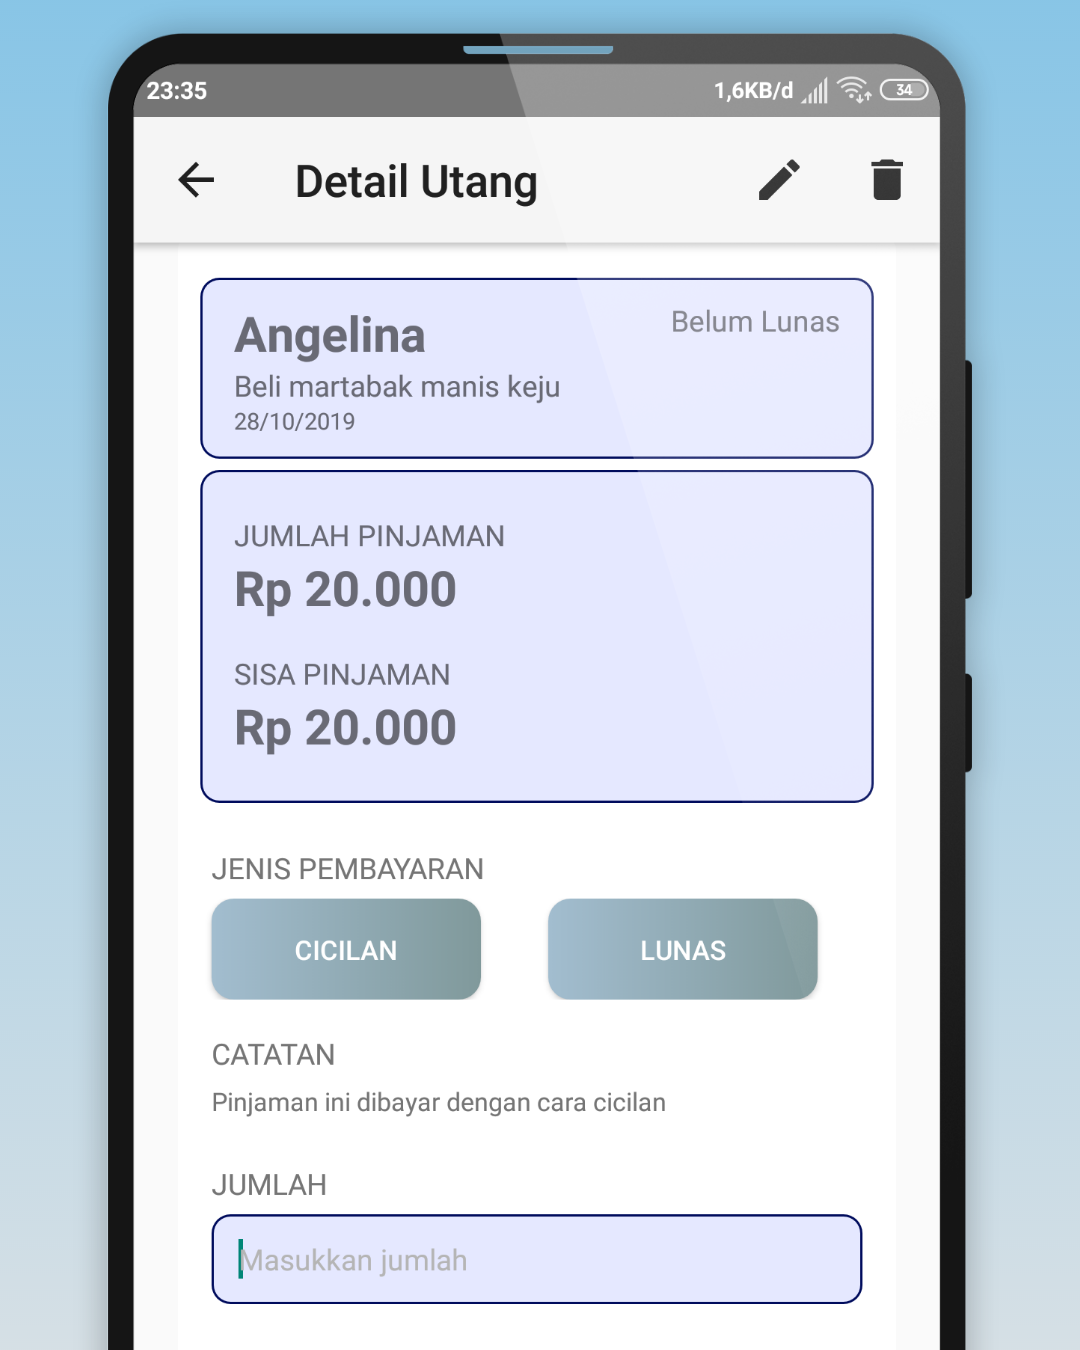 23:35
1,6KB/d
34
Detail Utang
Angelina
Belum Lunas
Beli martabak manis keju
28/10/2019
JUMLAH PINJAMAN
Rp 20.000
SISA PINJAMAN
Rp 20.000
JENIS PEMBAYARAN
CICILAN
LUNAS
CATATAN
Pinjaman ini dibayar dengan cara cicilan
JUMLAH
Masukkan jumlah